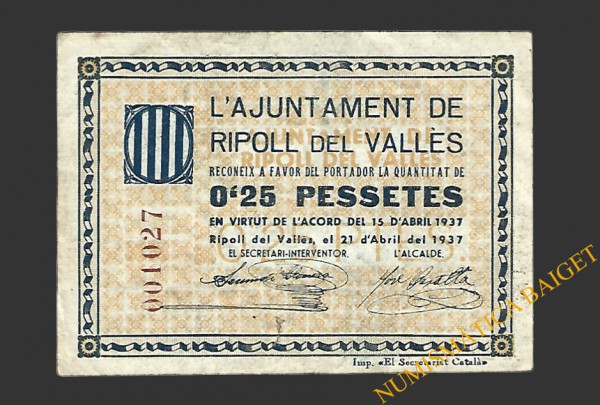 L'AJUNTAMENT DE
RIPOLL DEL VALLÈS
RECONEIX A FAVOR DEL PORTADOR LA QUANTITAT DE
0'25 PESSETES
EN VIRTUT DE L'ACORD DEL 15 D'ABRIL 1937
Ripoll del Vallès, el 21 d'Abril del 1937
EL SECRETARI-INTERVENTOR.
L'ALCALDE.
001027
Imp. «El Secretariat Català»
NUMISMÀTICA BAIGET